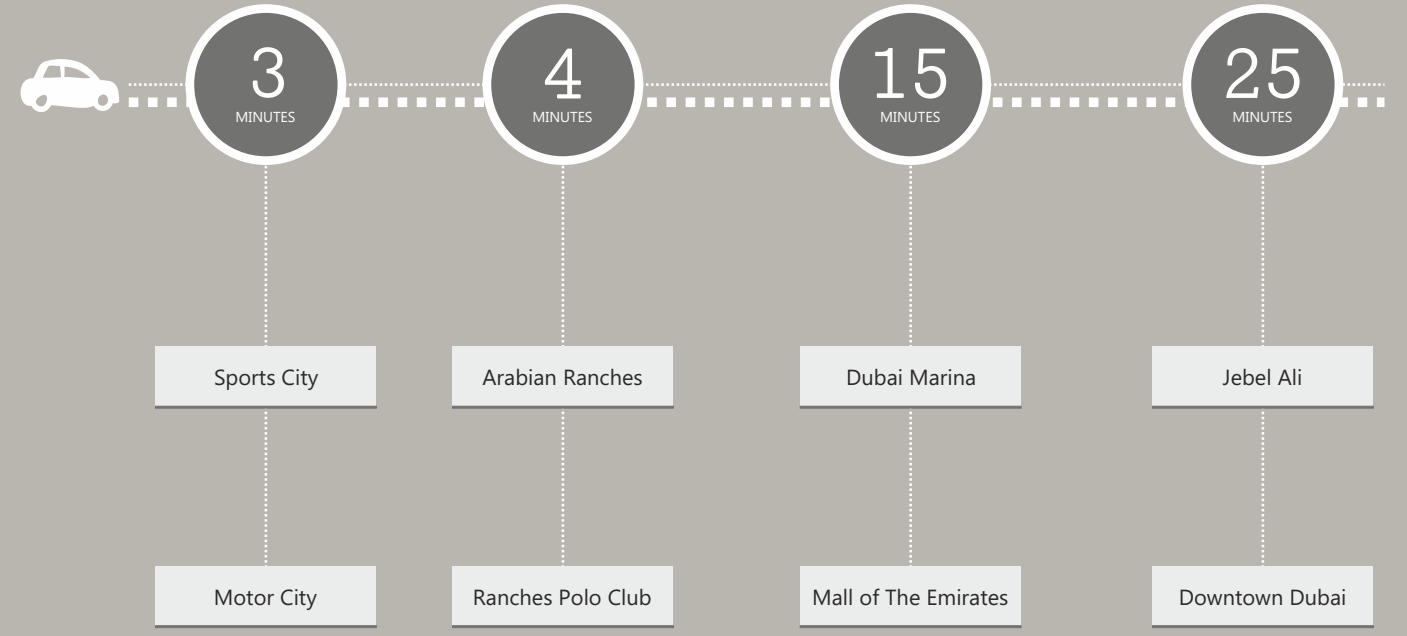 3
MINUTES
4
MINUTES
15
MINUTES
25
MINUTES
Sports City
Arabian Ranches
Dubai Marina
Jebel Ali
Motor City
Ranches Polo Club
Mall of The Emirates
Downtown Dubai